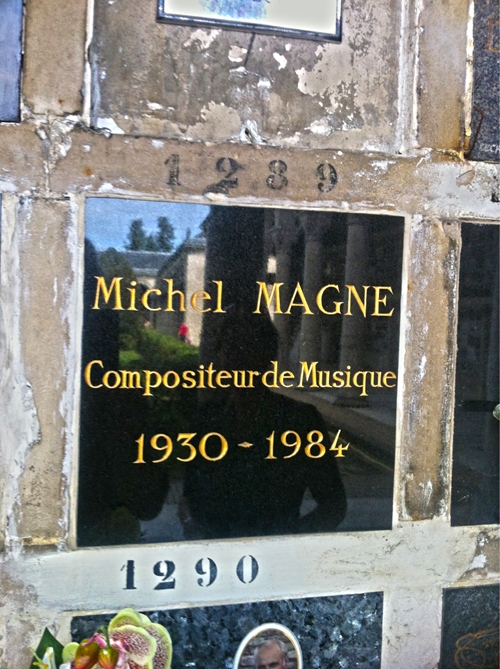 1289
Michel MAGNE
Compositeur de Musique
1930 - 1984
1290